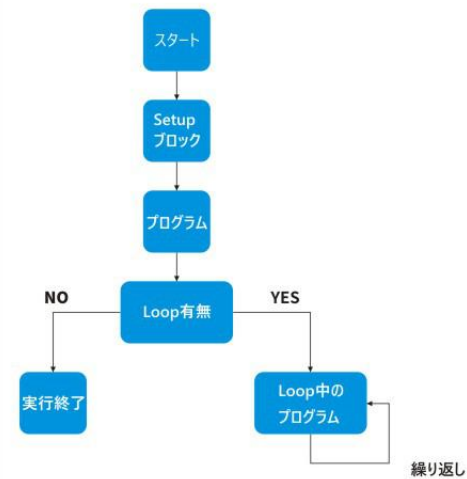 スタート
Setup
ブロック
プログラム
Loop有無
NO
YES
実行終了
Loop中の
プログラム
繰り返し